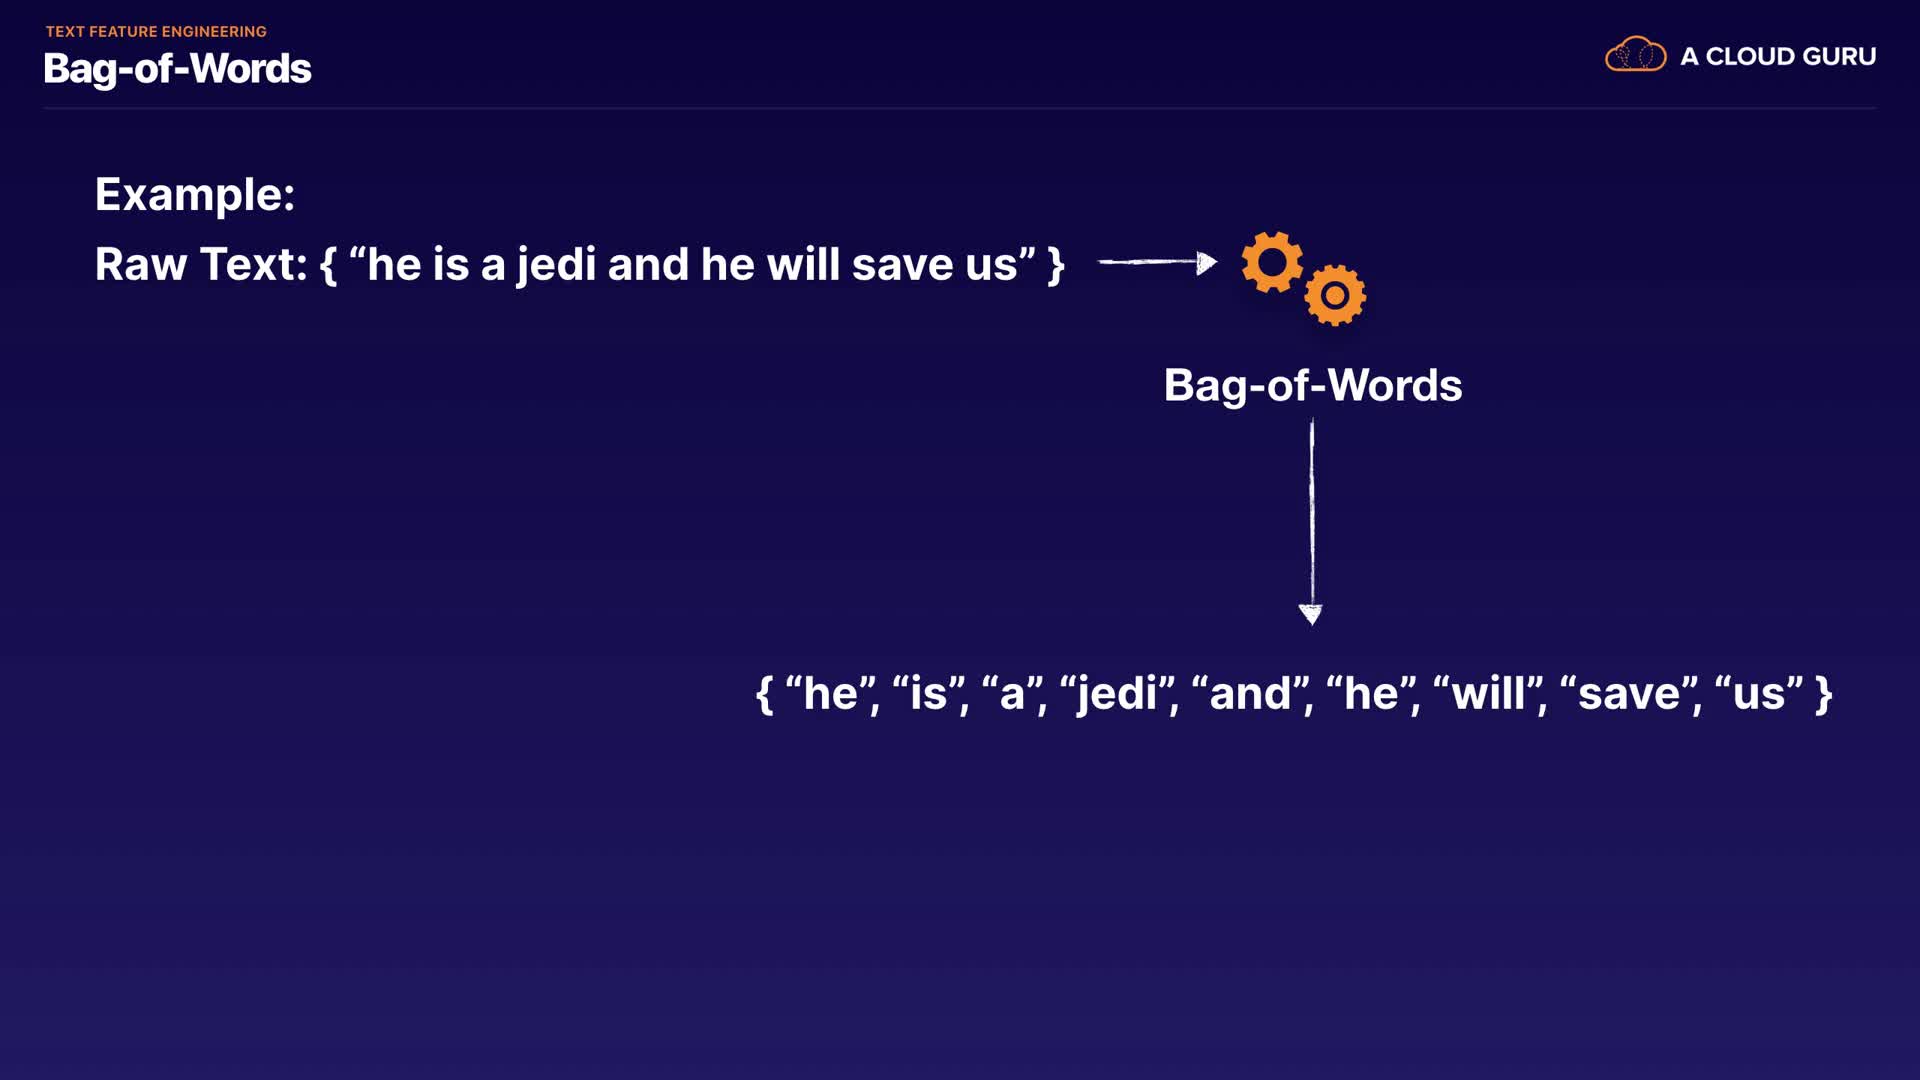 TEXT FEATURE ENGINEERING
Bag-of-Words
A CLOUD GURU
Example:
Raw Text: { “he is a jedi and he will save us” }
Bag-of-Words
{ “he”, “is”, “a”, “jedi”, “and”, “he”, “will”, “save”, “us” }